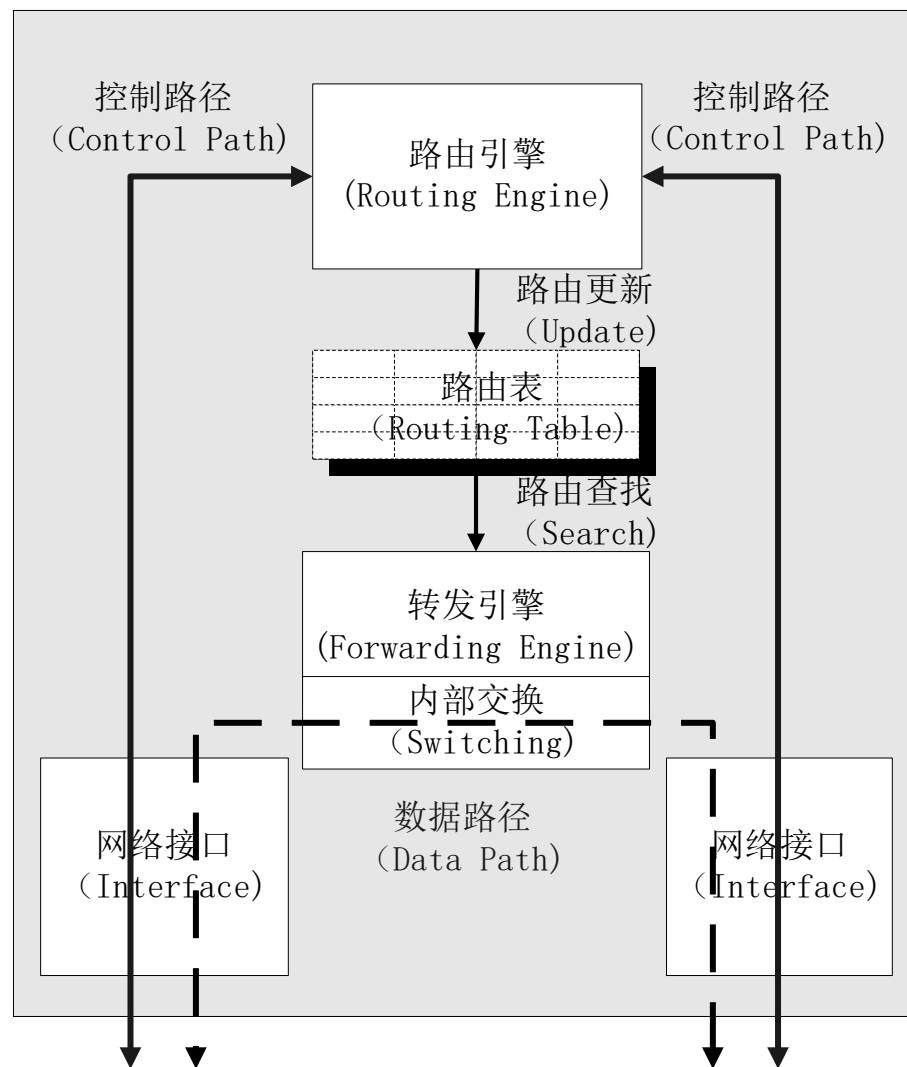 控制路径
（Control Path)
控制路径
（Control Path)
路由引擎
(Routing Engine)
路由更新
（Update)
路由表
（Routing Table)
路由查找
（Search)
转发引擎
(Forwarding Engine)
内部交换
（Switching)
数据路径
（Data Path)
网络接口
（Interface)
网络接口
（Interface)